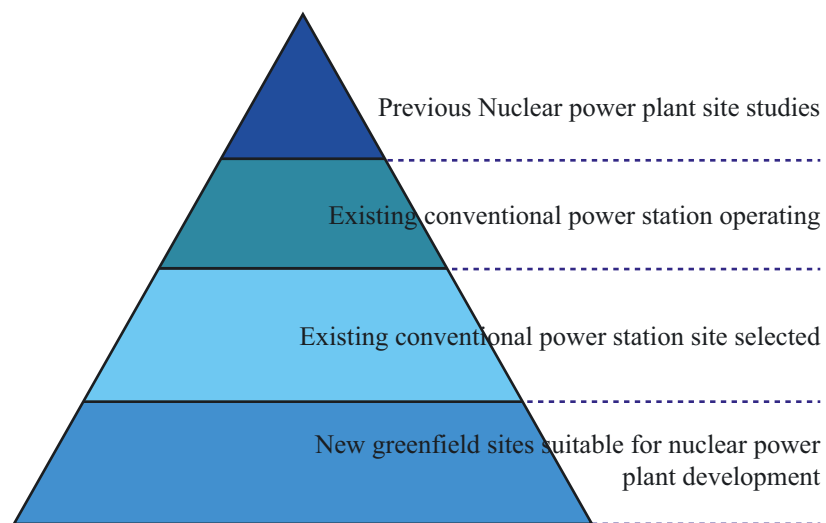 Previous Nuclear power plant site studies
Existing conventional power station operating
Existing conventional power station site selected
New greenfield sites suitable for nuclear power
plant development